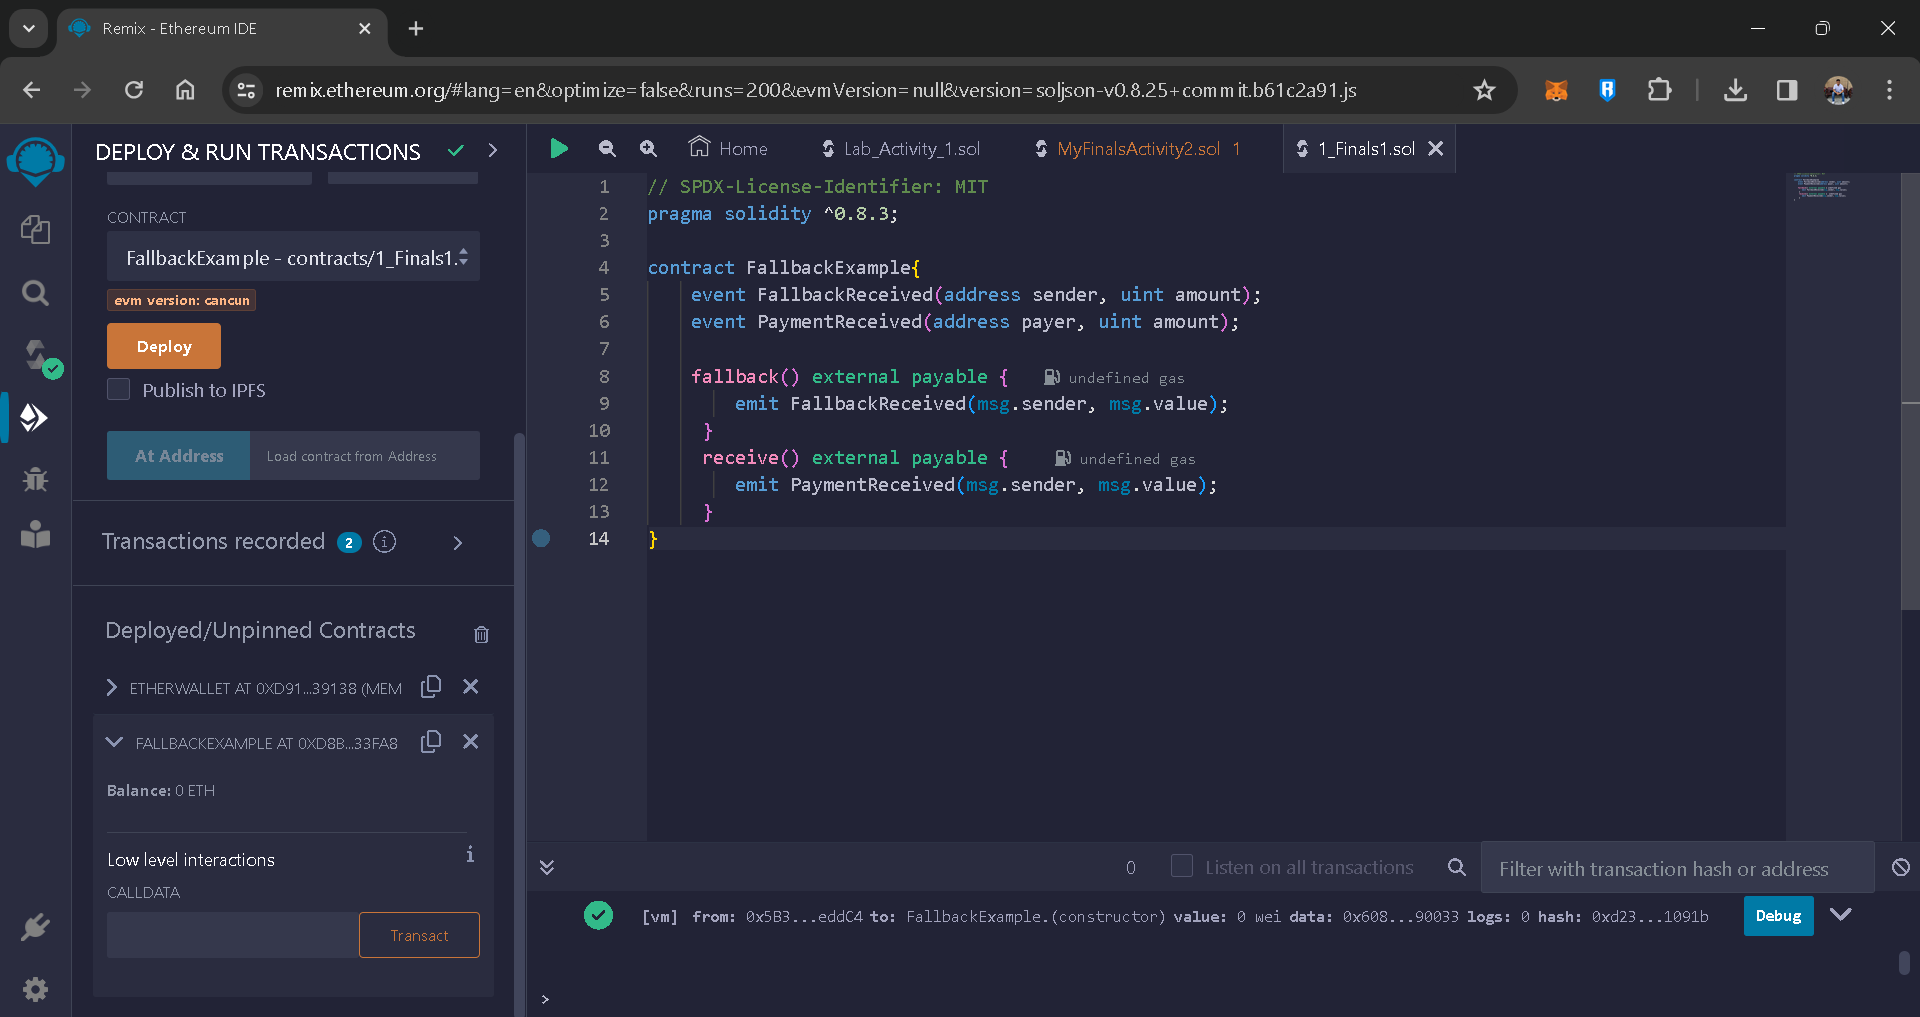 Remix - Ethereum IDE
remix.ethereum.org/#lang=en&optimize=false&runs=200&evmVersion=null&version=soljson-v0.8.25+commit.b61c2a91.js
DEPLOY & RUN TRANSACTIONS
CONTRACT
FallbackExample - contracts/1_Finals1.
evm version: cancun
Deploy
Publish to IPFS
At Address
Load contract from Address
Transactions recorded 2 i
Deployed/Unpinned Contracts
ETHERWALLET AT 0XD91...39138 (MEM
FALLBACKEXAMPLE AT 0XD8B...33FA8
Balance: 0 ETH
Low level interactions i
CALLDATA
Transact
Home
Lab_Activity_1.sol
MyFinalsActivity2.sol 1
1_Finals1.sol
1 // SPDX-License-Identifier: MIT
2 pragma solidity ^0.8.3;
3
4 contract FallbackExample{
5 event FallbackReceived(address sender, uint amount);
6 event PaymentReceived(address payer, uint amount);
7
8 fallback() external payable { undefined gas
9 emit FallbackReceived(msg.sender, msg.value);
10 }
11 receive() external payable { undefined gas
12 emit PaymentReceived(msg.sender, msg.value);
13 }
14 }
0
Listen on all transactions
Filter with transaction hash or address
[vm] from: 0x5B3...eddC4 to: FallbackExample.(constructor) value: 0 wei data: 0x608...90033 logs: 0 hash: 0xd23...1091b
Debug
>